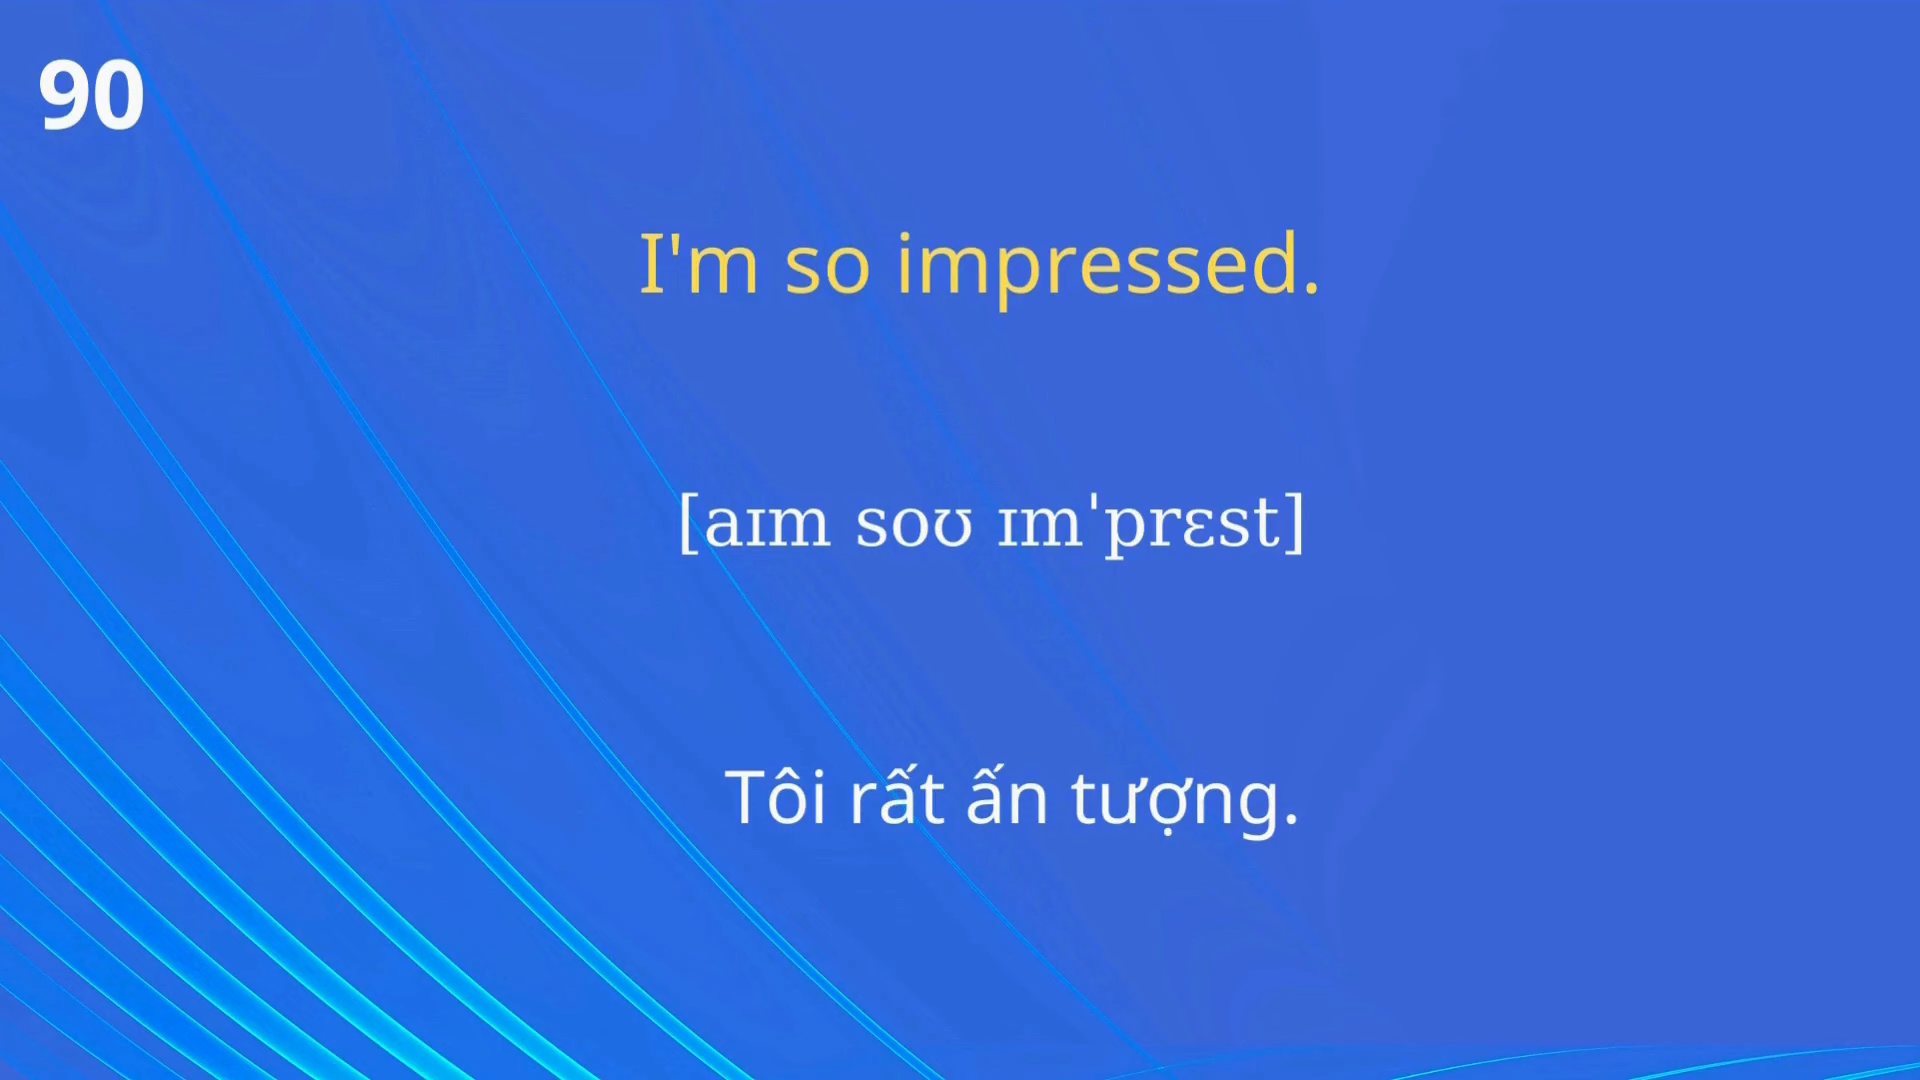 90
I'm so impressed.
[aɪm soʊ ɪmˈprɛst]
Tôi rất ấn tượng.